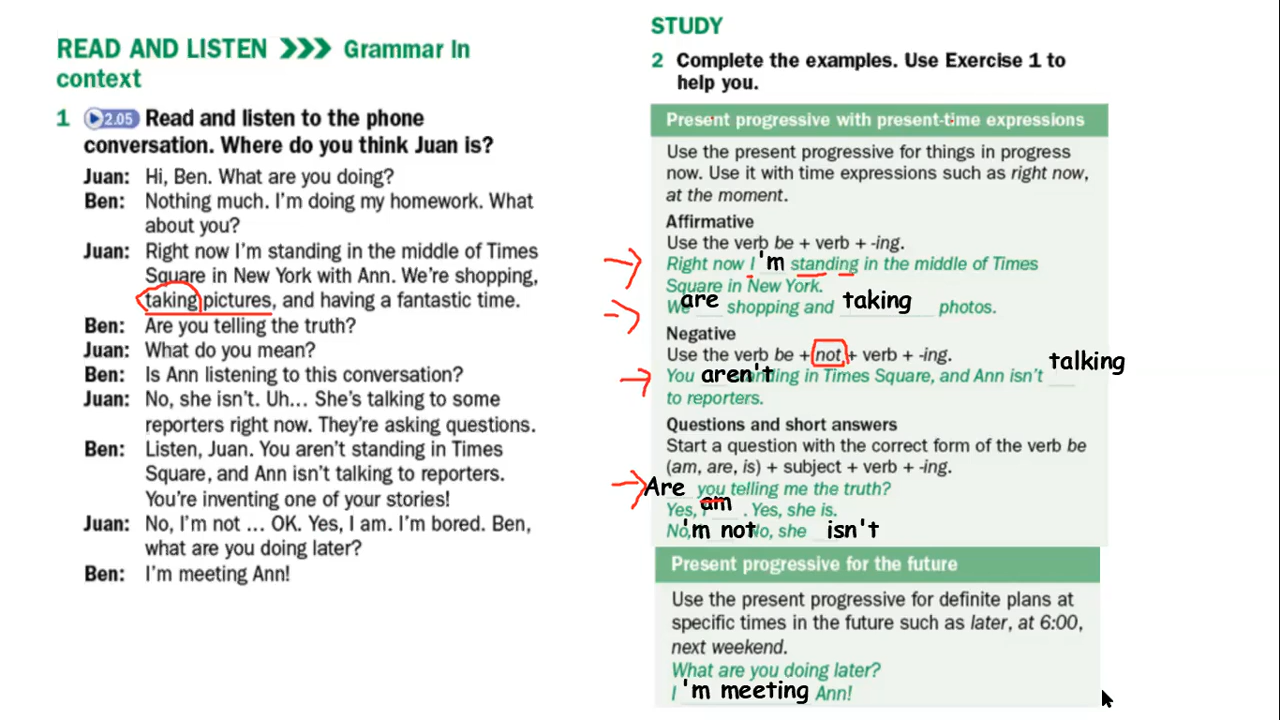 READ AND LISTEN >>> Grammar in
context
1 2.05 Read and listen to the phone
conversation. Where do you think Juan is?
Juan: Hi, Ben. What are you doing?
Ben: Nothing much. I'm doing my homework. What
about you?
Juan: Right now I'm standing in the middle of Times
Square in New York with Ann. We're shopping,
taking pictures, and having a fantastic time.
Ben: Are you telling the truth?
Juan: What do you mean?
Ben: Is Ann listening to this conversation?
Juan: No, she isn't. Uh... She's talking to some
reporters right now. They're asking questions.
Ben: Listen, Juan. You aren't standing in Times
Square, and Ann isn't talking to reporters.
You're inventing one of your stories!
Juan: No, I'm not ... OK. Yes, I am. I'm bored. Ben,
what are you doing later?
Ben: I'm meeting Ann!
STUDY
2 Complete the examples. Use Exercise 1 to
help you.
Present progressive with present-time expressions
Use the present progressive for things in progress
now. Use it with time expressions such as right now,
at the moment.
Affirmative
Use the verb be + verb + -ing.
Right now I 'm standing in the middle of Times
Square in New York.
We are shopping and taking photos.
Negative
Use the verb be + not + verb + -ing.
You aren't standing in Times Square, and Ann isn't talking
to reporters.
Questions and short answers
Start a question with the correct form of the verb be
(am, are, is) + subject + verb + -ing.
Are you telling me the truth?
Yes, I am . Yes, she is.
No, 'm not No, she isn't
Present progressive for the future
Use the present progressive for definite plans at
specific times in the future such as later, at 6:00,
next weekend.
What are you doing later?
I 'm meeting Ann!